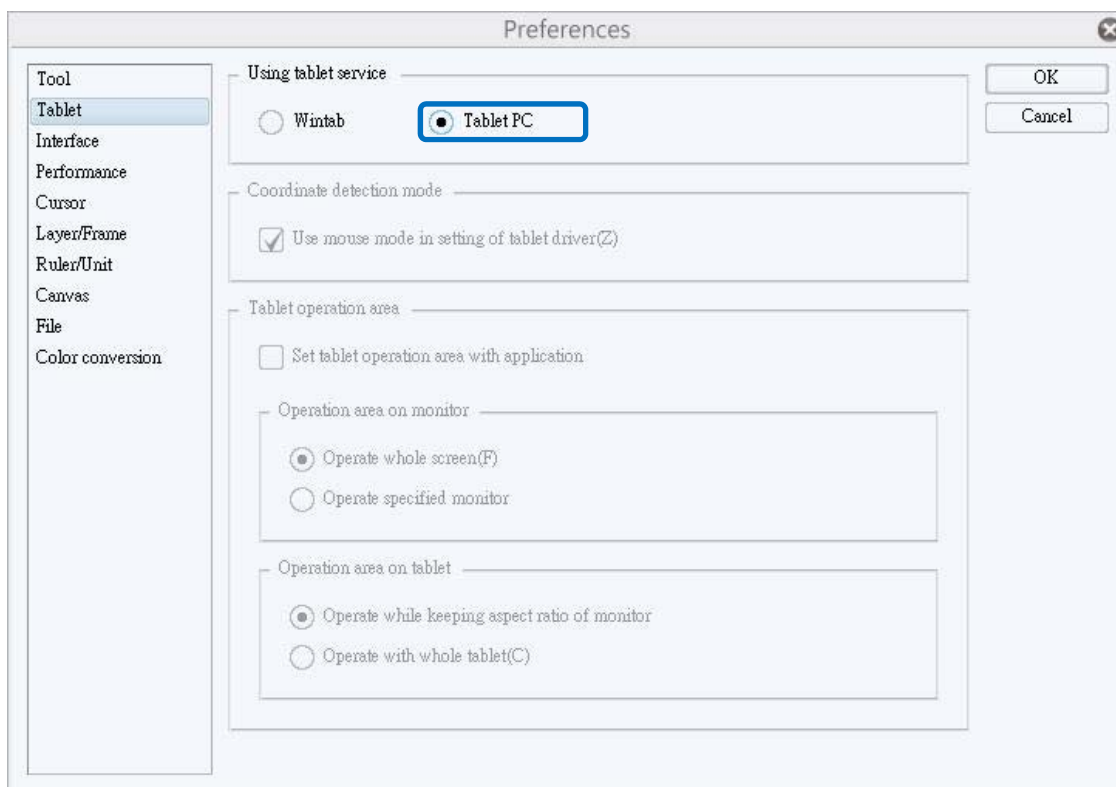 Preferences
Tool
Tablet
Interface
Performance
Cursor
Layer/Frame
Ruler/Unit
Canvas
File
Color conversion
Using tablet service
Wintab
Tablet PC
Coordinate detection mode
Use mouse mode in setting of tablet driver(Z)
Tablet operation area
Set tablet operation area with application
Operation area on monitor
Operate whole screen(F)
Operate specified monitor
Operation area on tablet
Operate while keeping aspect ratio of monitor
Operate with whole tablet(C)
OK
Cancel